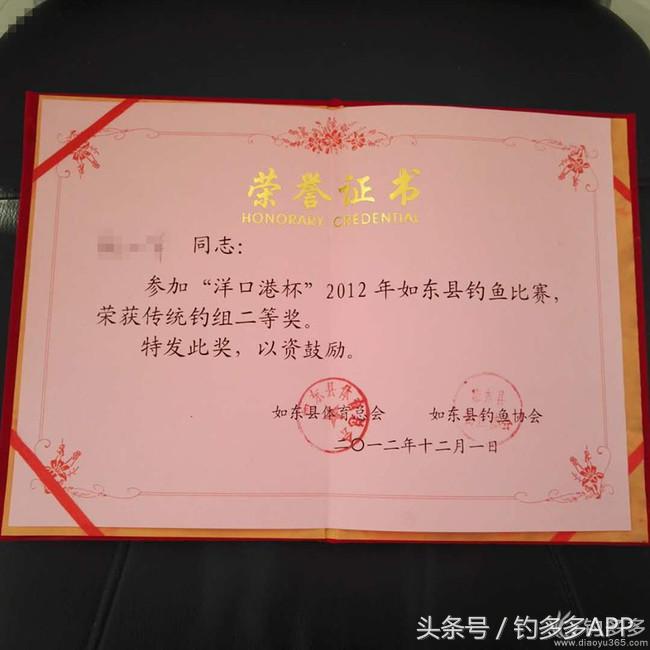 荣誉证书
HONORARY CREDENTIAL
同志：
参加“洋口港杯”2012年如东县钓鱼比赛，
荣获传统钓组二等奖。
特发此奖，以资鼓励。
如东县体育总会 如东县钓鱼协会
二〇一二年十二月一日
头条号／钓多多APP
www.diaoyu365.com